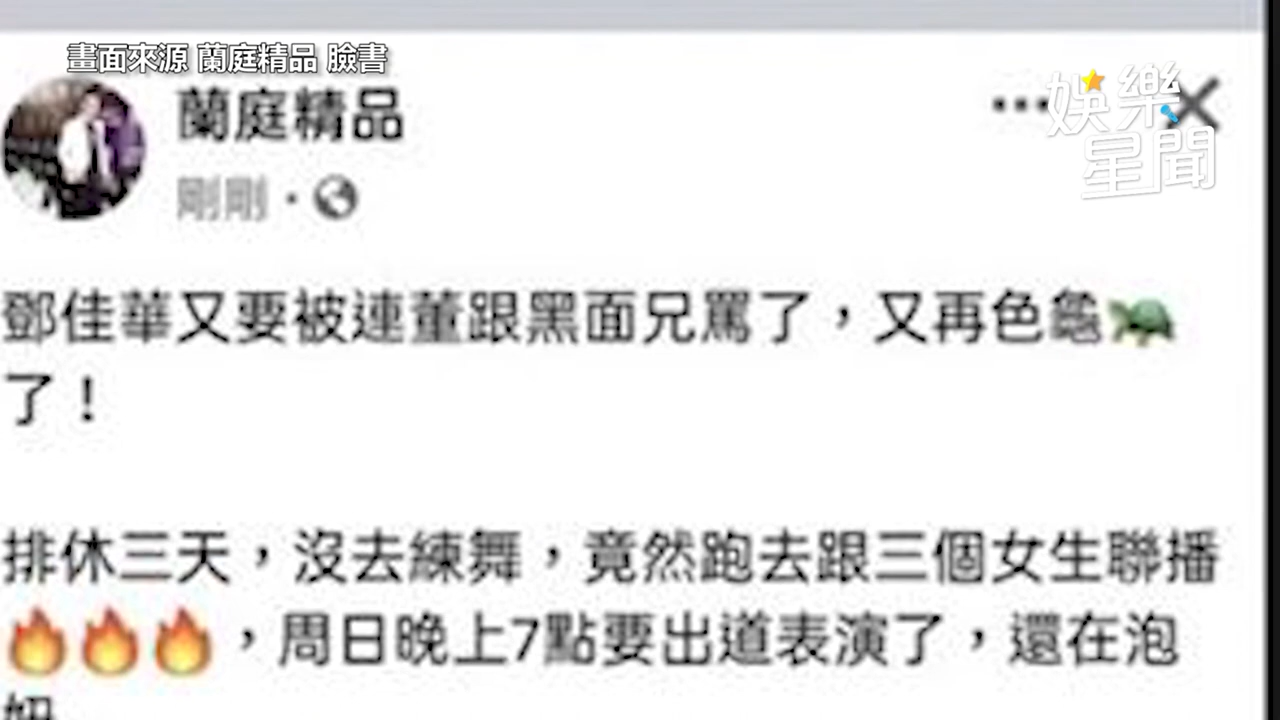 畫面來源 蘭庭精品 臉書
蘭庭精品
娛樂
星聞
剛剛
鄧佳華又要被連董跟黑面兄罵了，又再色龜🐢
了！
排休三天，沒去練舞，竟然跑去跟三個女生聯播
🔥🔥🔥，周日晚上7點要出道表演了，還在泡